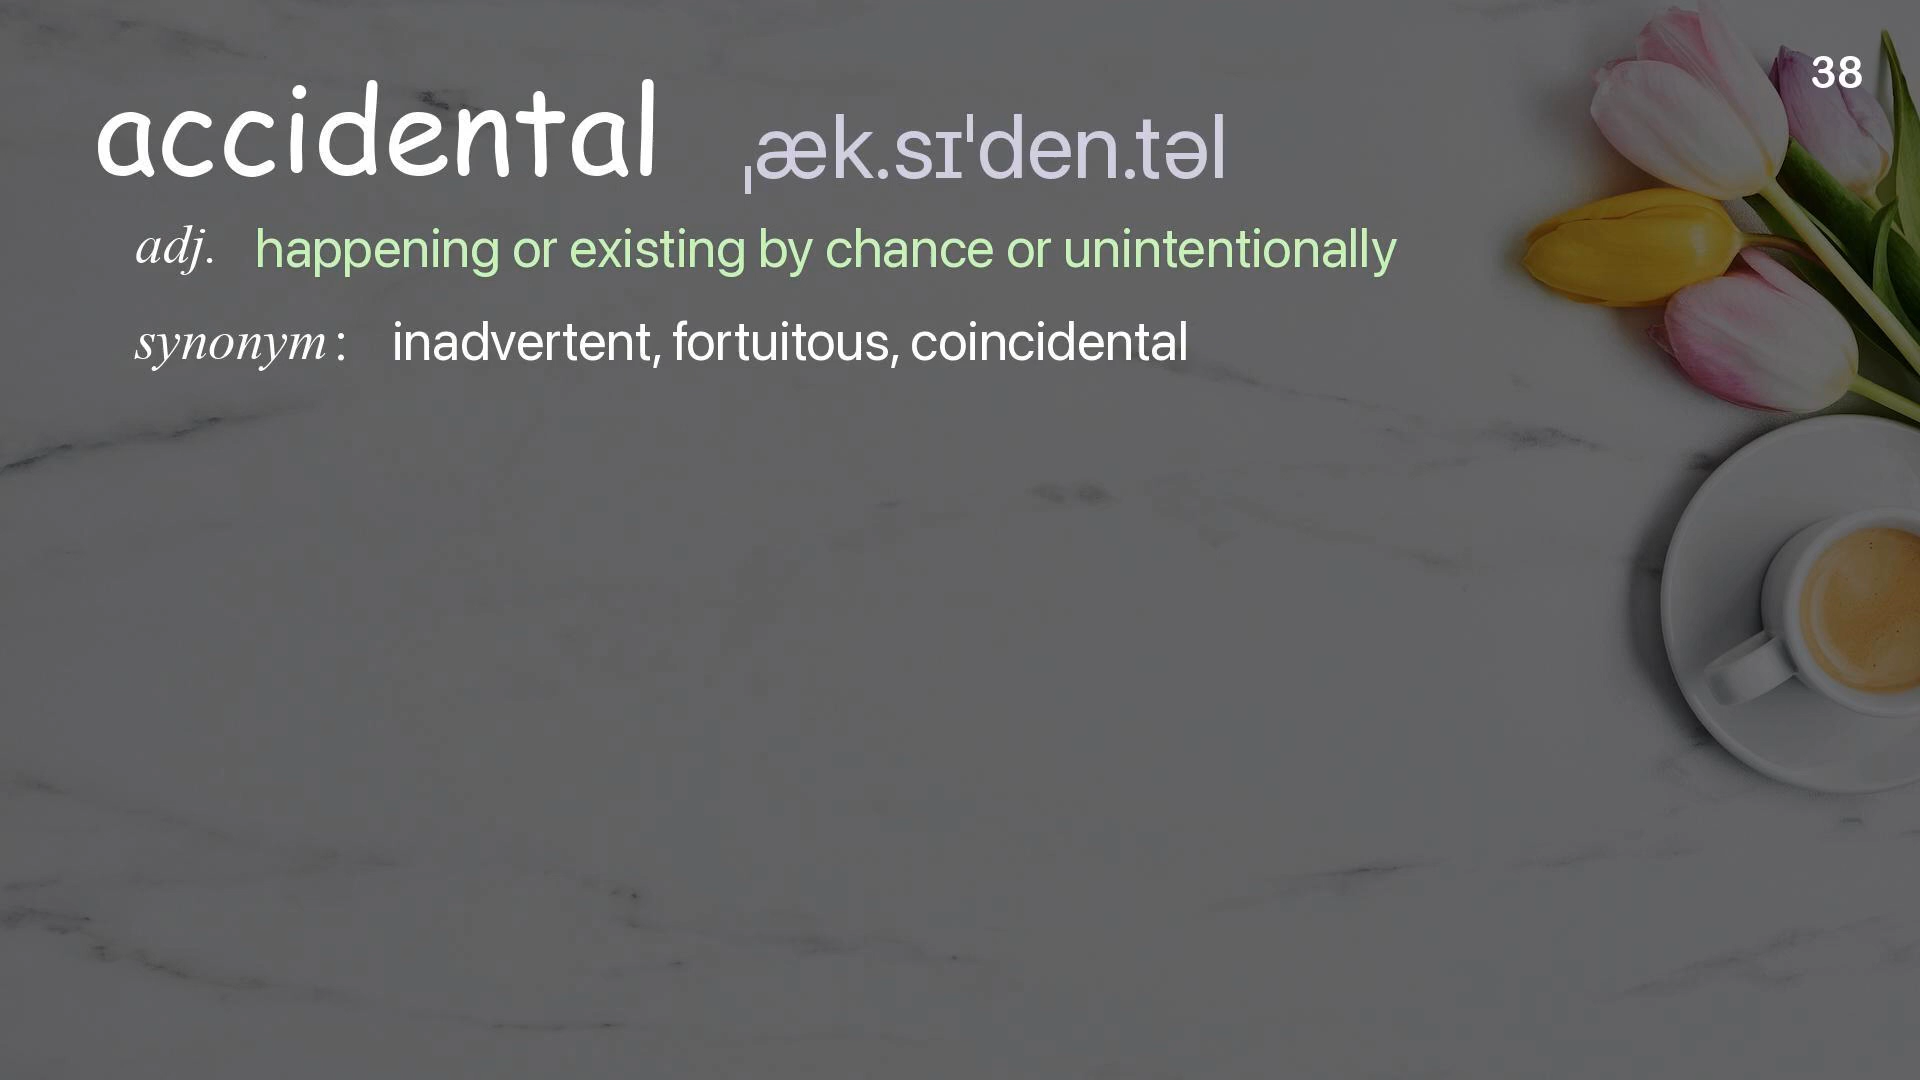 38
accidental ˌæk.sɪˈden.təl
adj. happening or existing by chance or unintentionally
synonym : inadvertent, fortuitous, coincidental